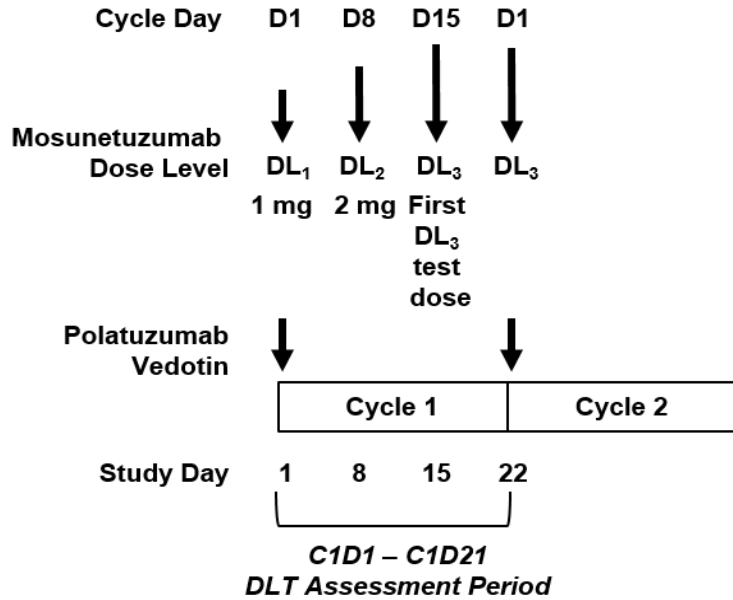 Cycle Day D1 D8 D15 D1
Mosunetuzumab
Dose Level DL₁ DL₂ DL₃ DL₃
1 mg 2 mg First
DL₃
test
dose
Polatuzumab
Vedotin
Cycle 1 Cycle 2
Study Day 1 8 15 22
C1D1 – C1D21
DLT Assessment Period